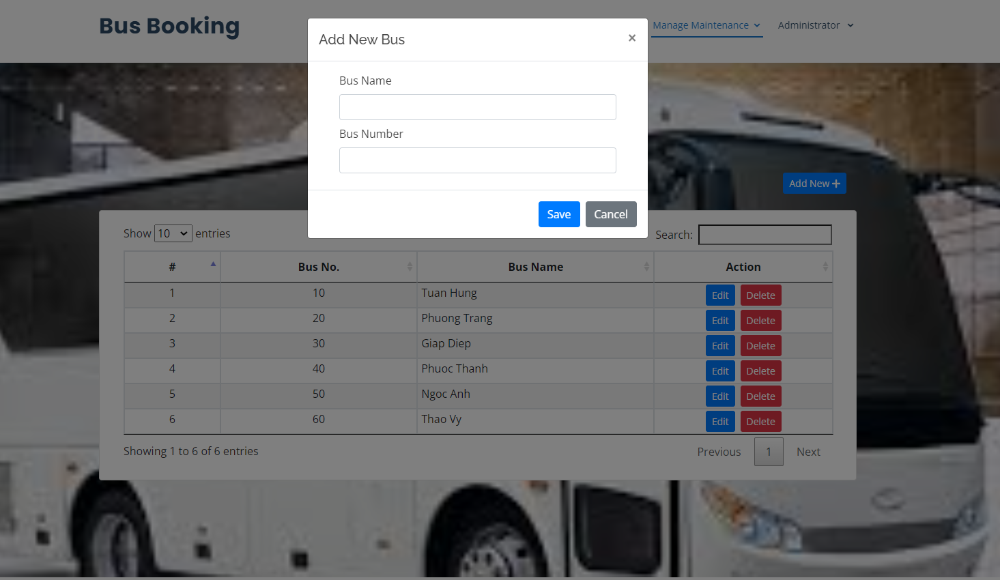 Bus Booking
Manage Maintenance
Administrator
Add New Bus
×
Bus Name
Bus Number
Save
Cancel
Add New
Show 10 entries
Search:
# Bus No. Bus Name Action
1 10 Tuan Hung Edit Delete
2 20 Phuong Trang Edit Delete
3 30 Giap Diep Edit Delete
4 40 Phuoc Thanh Edit Delete
5 50 Ngoc Anh Edit Delete
6 60 Thao Vy Edit Delete
Showing 1 to 6 of 6 entries
Previous 1 Next